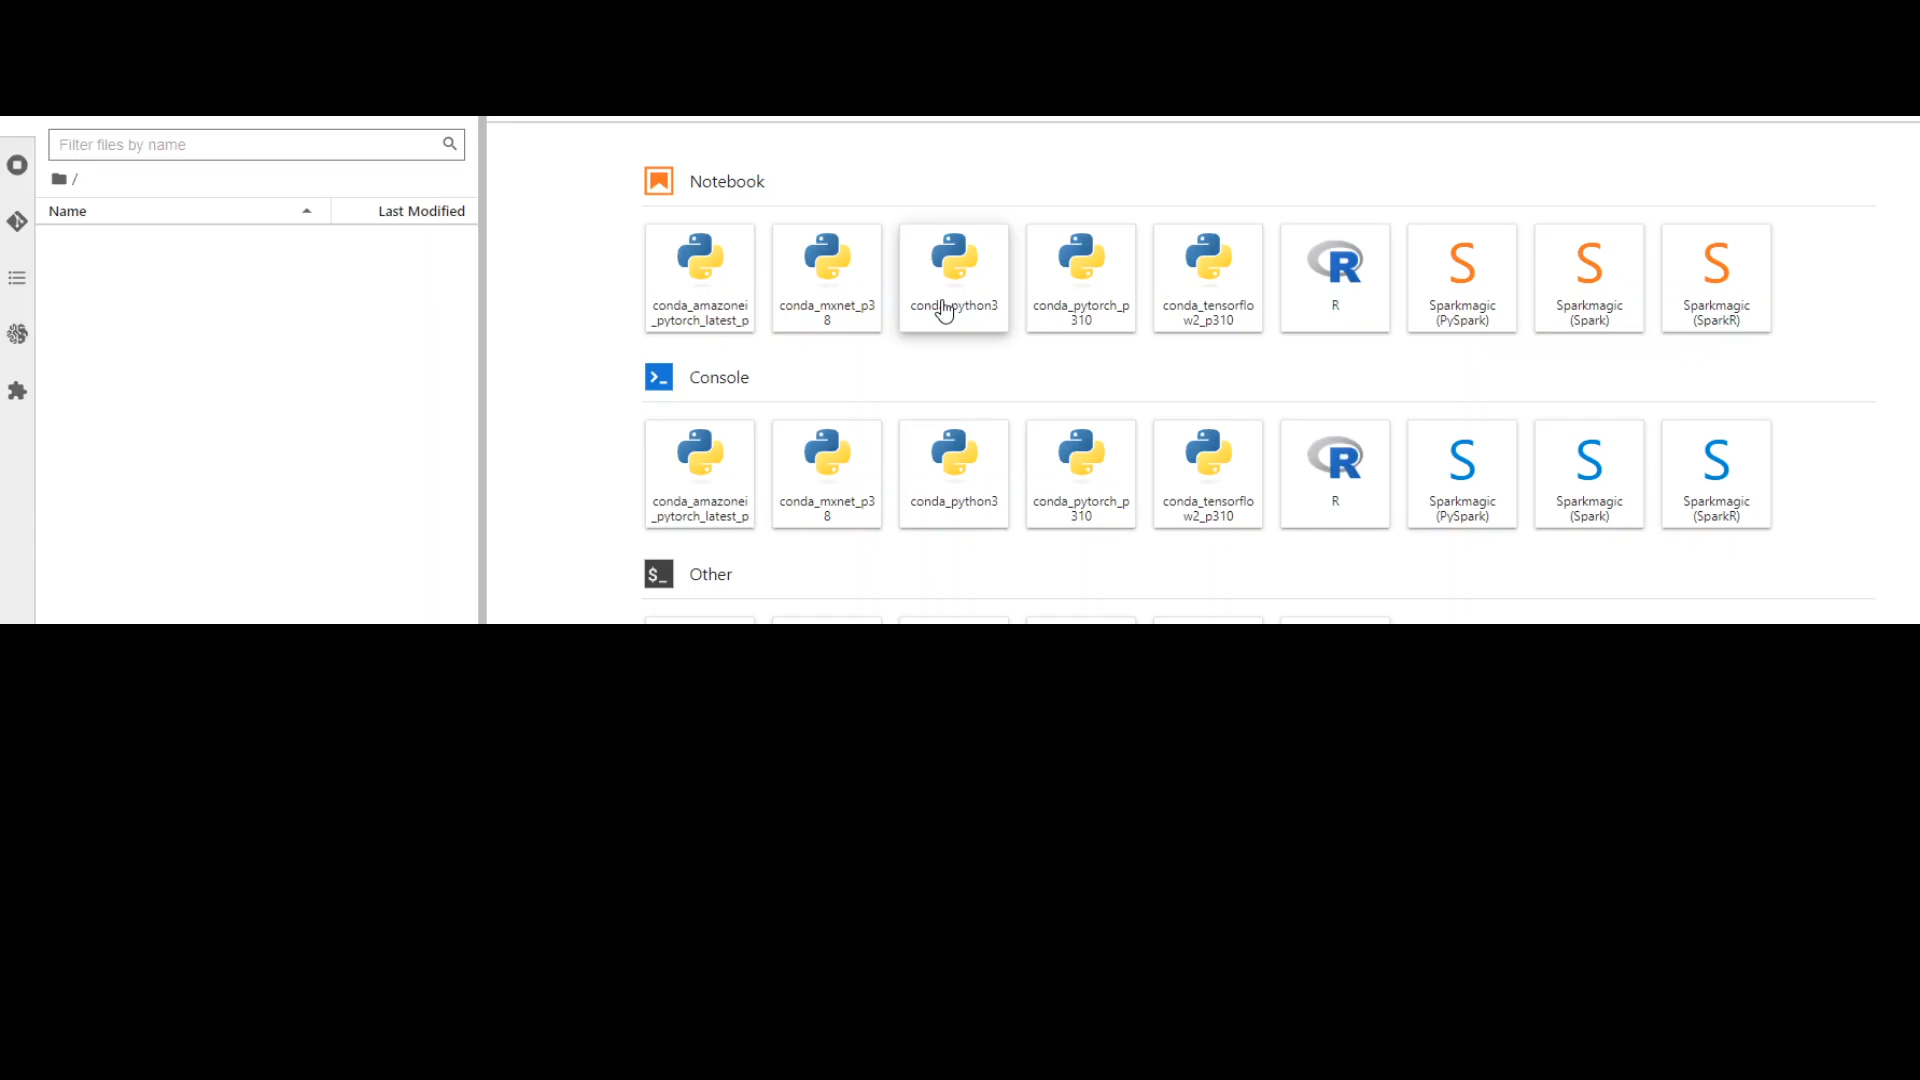 Filter files by name
/
Name Last Modified
Notebook
conda_amazonei
_pytorch_latest_p
conda_mxnet_p3
8
conda_python3
conda_pytorch_p
310
conda_tensorflo
w2_p310
R
Sparkmagic
(PySpark)
Sparkmagic
(Spark)
Sparkmagic
(SparkR)
Console
conda_amazonei
_pytorch_latest_p
conda_mxnet_p3
8
conda_python3
conda_pytorch_p
310
conda_tensorflo
w2_p310
R
Sparkmagic
(PySpark)
Sparkmagic
(Spark)
Sparkmagic
(SparkR)
$_ Other